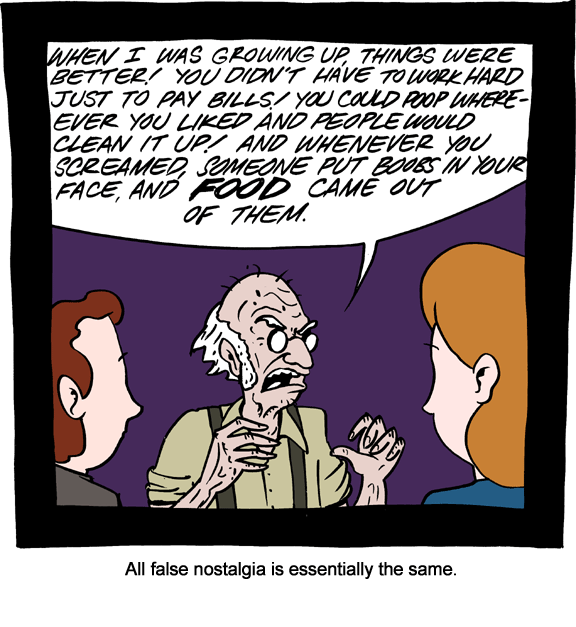 WHEN I WAS GROWING UP, THINGS WERE
BETTER! YOU DIDN'T HAVE TO WORK HARD
JUST TO PAY BILLS! YOU COULD POOP WHERE-
EVER YOU LIKED AND PEOPLE WOULD
CLEAN IT UP! AND WHENEVER YOU
SCREAMED, SOMEONE PUT BOOBS IN YOUR
FACE, AND FOOD CAME OUT
OF THEM.
All false nostalgia is essentially the same.